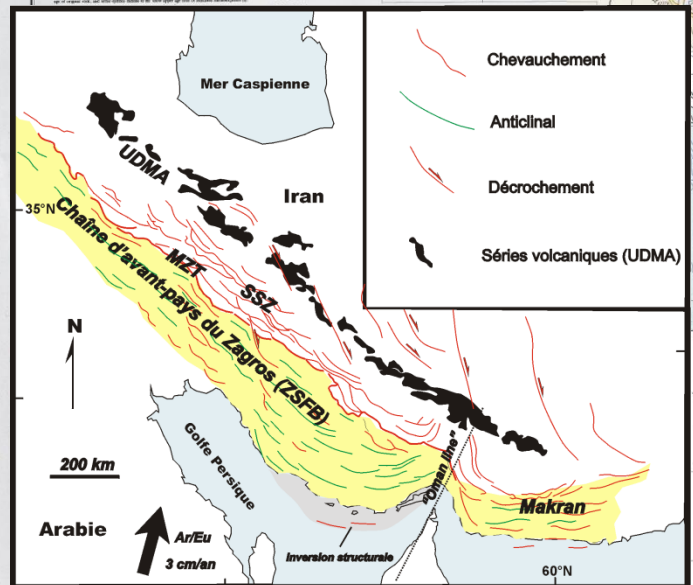 Mer Caspienne
Chevauchement
Anticlinal
Décrochement
Séries volcaniques (UDMA)
UDMA
Iran
35°N
Chaîne d'avant-pays du Zagros (ZSFB)
MZT
SSZ
N
Golfe Persique
200 km
"Oman line"
Makran
Arabie
Ar/Eu
3 cm/an
Inversion structurale
60°N